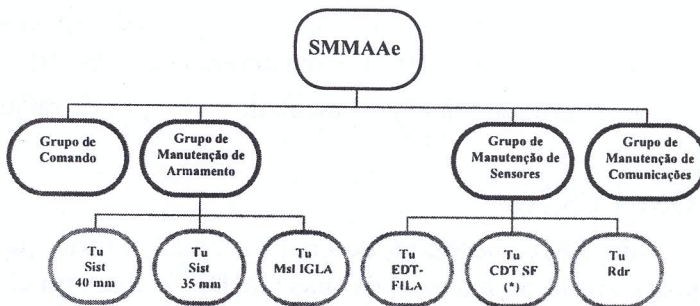 SMMAAe
Grupo de
Comando
Grupo de
Manutenção de
Armamento
Grupo de
Manutenção de
Sensores
Grupo de
Manutenção de
Comunicações
Tu
Sist
40 mm
Tu
Sist
35 mm
Tu
Msl IGLA
Tu
EDT-
FILA
Tu
CDT SF
(*)
Tu
Rdr